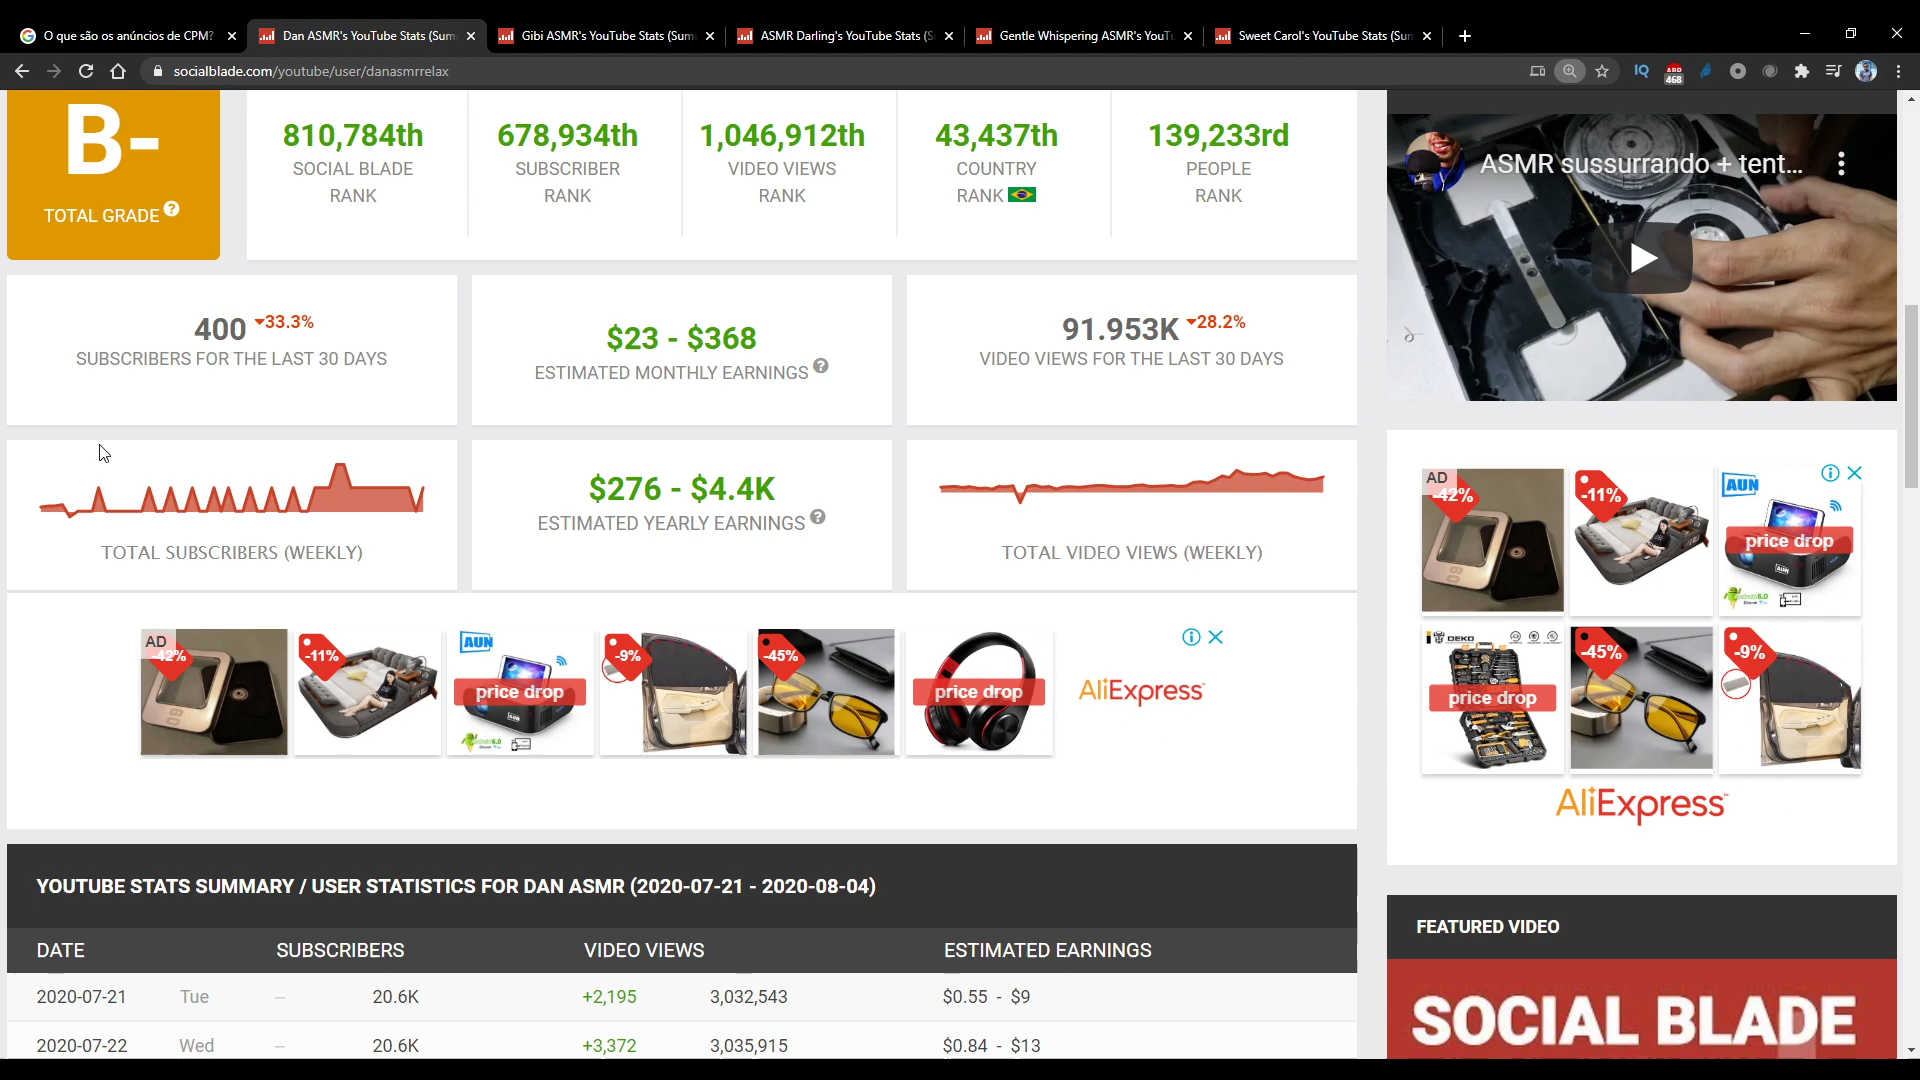 O que são os anúncios de CPM?
Dan ASMR's YouTube Stats (Sum
Gibi ASMR's YouTube Stats (Sum
ASMR Darling's YouTube Stats (S
Gentle Whispering ASMR's YouT
Sweet Carol's YouTube Stats (Sun
socialblade.com/youtube/user/danasmrrelax
IQ
ABD
468
B-
TOTAL GRADE ?
810,784th
SOCIAL BLADE
RANK
678,934th
SUBSCRIBER
RANK
1,046,912th
VIDEO VIEWS
RANK
43,437th
COUNTRY
RANK
139,233rd
PEOPLE
RANK
ASMR sussurrando + tent...
400 33.3%
SUBSCRIBERS FOR THE LAST 30 DAYS
$23 - $368
ESTIMATED MONTHLY EARNINGS ?
91.953K 28.2%
VIDEO VIEWS FOR THE LAST 30 DAYS
TOTAL SUBSCRIBERS (WEEKLY)
$276 - $4.4K
ESTIMATED YEARLY EARNINGS ?
TOTAL VIDEO VIEWS (WEEKLY)
AD
-42%
-11%
AUN
price drop
-9%
-45%
price drop
AliExpress
AD
-42%
-11%
AUN
price drop
DEKO
price drop
-45%
-9%
AliExpress
YOUTUBE STATS SUMMARY / USER STATISTICS FOR DAN ASMR (2020-07-21 - 2020-08-04)
DATE SUBSCRIBERS VIDEO VIEWS ESTIMATED EARNINGS
2020-07-21 Tue -- 20.6K +2,195 3,032,543 $0.55 - $9
2020-07-22 Wed -- 20.6K +3,372 3,035,915 $0.84 - $13
FEATURED VIDEO
SOCIAL BLADE